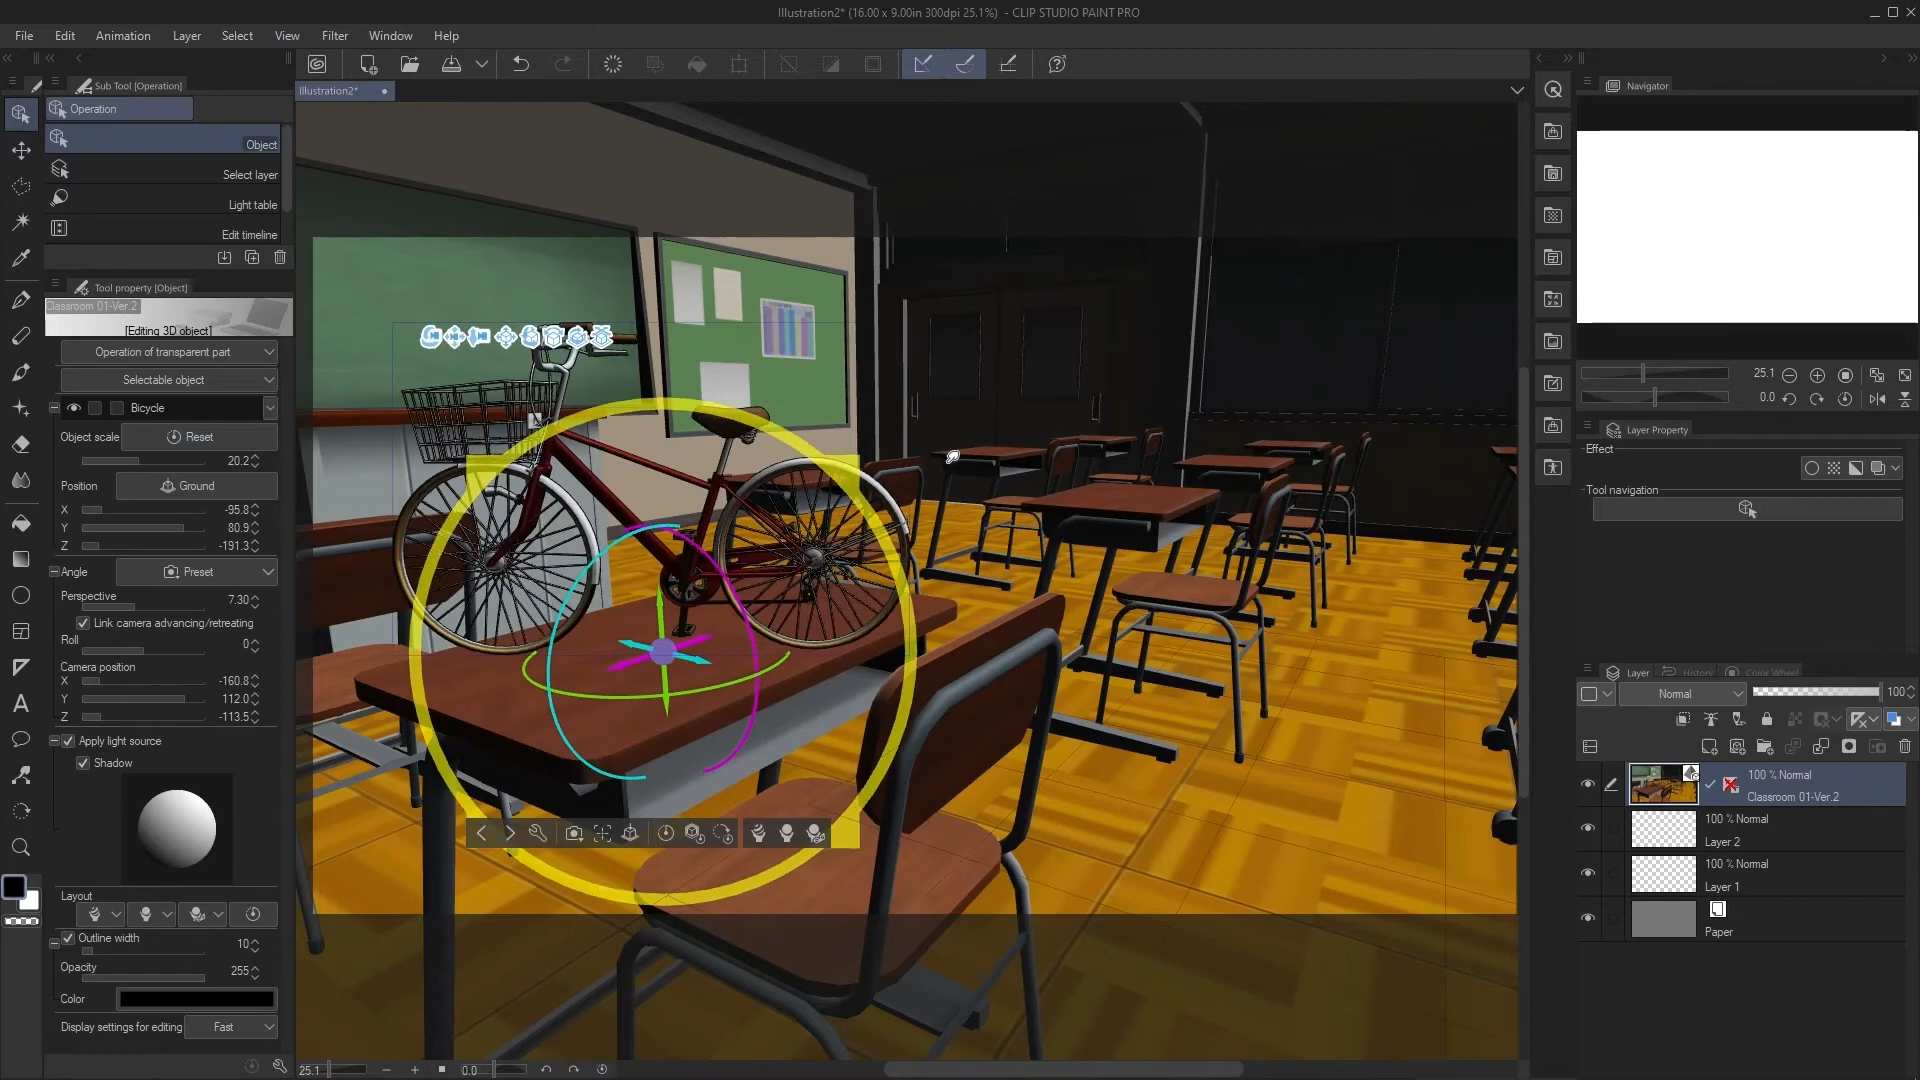 Illustration2* (16.00 x 9.00in 300dpi 25.1%) - CLIP STUDIO PAINT PRO
File Edit Animation Layer Select View Filter Window Help
Sub Tool [Operation]
Operation
Object
Select layer
Light table
Edit timeline
Tool property [Object]
Classroom 01-Ver.2
[Editing 3D object]
Operation of transparent part
Selectable object
Bicycle
Object scale Reset
20.2
Position Ground
X -95.8
Y 80.9
Z -191.3
Angle Preset
Perspective 7.30
Link camera advancing/retreating
Roll 0
Camera position
X -160.8
Y 112.0
Z -113.5
Apply light source
Shadow
Layout
Outline width 10
Opacity 255
Color
Display settings for editing Fast
Illustration2*
25.1 0.0
Navigator
25.1
0.0
Layer Property
Effect
Tool navigation
Layer History Color Wheel
Normal 100
100 % Normal
Classroom 01-Ver.2
100 % Normal
Layer 2
100 % Normal
Layer 1
Paper